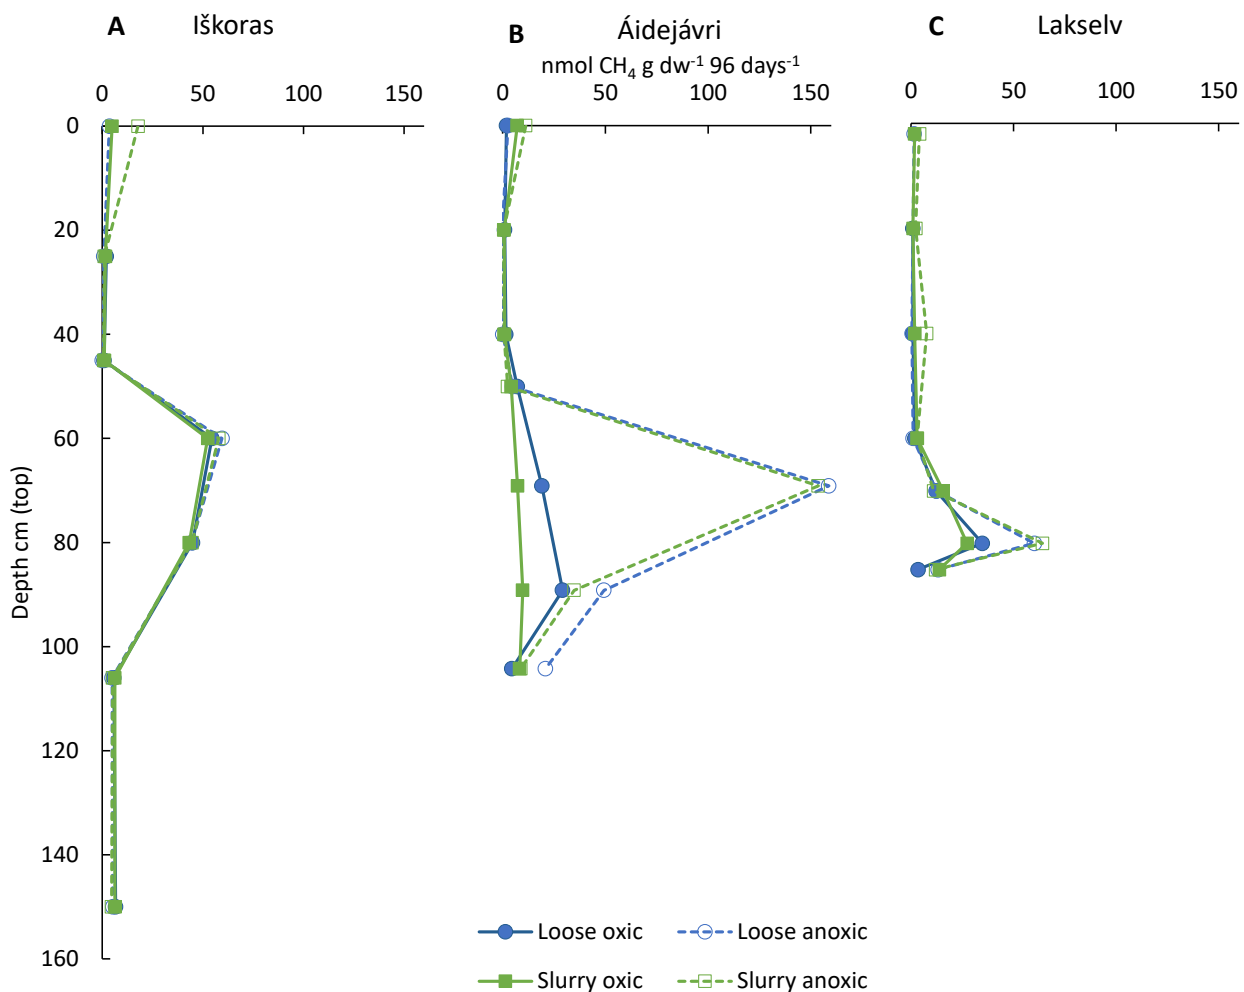 A Iškoras
B Áidejávri
C Lakselv
nmol CH₄ g dw⁻¹ 96 days⁻¹
0 50 100 150
0 50 100 150
0 50 100 150
0
20
40
60
80
100
120
140
160
Depth cm (top)
Loose oxic
Loose anoxic
Slurry oxic
Slurry anoxic